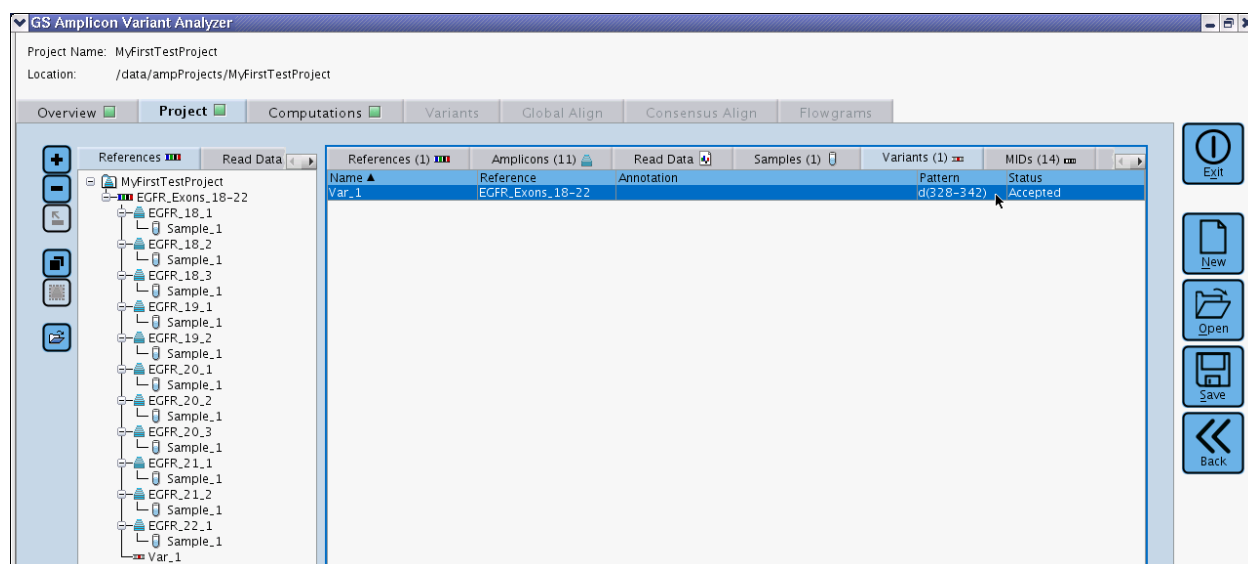 GS Amplicon Variant Analyzer
Project Name: MyFirstTestProject
Location: /data/ampProjects/MyFirstTestProject
Overview Project Computations Variants Global Align Consensus Align Flowgrams
References Read Data
MyFirstTestProject
EGFR_Exons_18-22
EGFR_18_1
Sample_1
EGFR_18_2
Sample_1
EGFR_18_3
Sample_1
EGFR_19_1
Sample_1
EGFR_19_2
Sample_1
EGFR_20_1
Sample_1
EGFR_20_2
Sample_1
EGFR_20_3
Sample_1
EGFR_21_1
Sample_1
EGFR_21_2
Sample_1
EGFR_22_1
Sample_1
Var_1
References (1) Amplicons (11) Read Data Samples (1) Variants (1) MIDs (14)
Name Reference Annotation Pattern Status
Var_1 EGFR_Exons_18-22 d(328-342) Accepted
Exit
New
Open
Save
Back